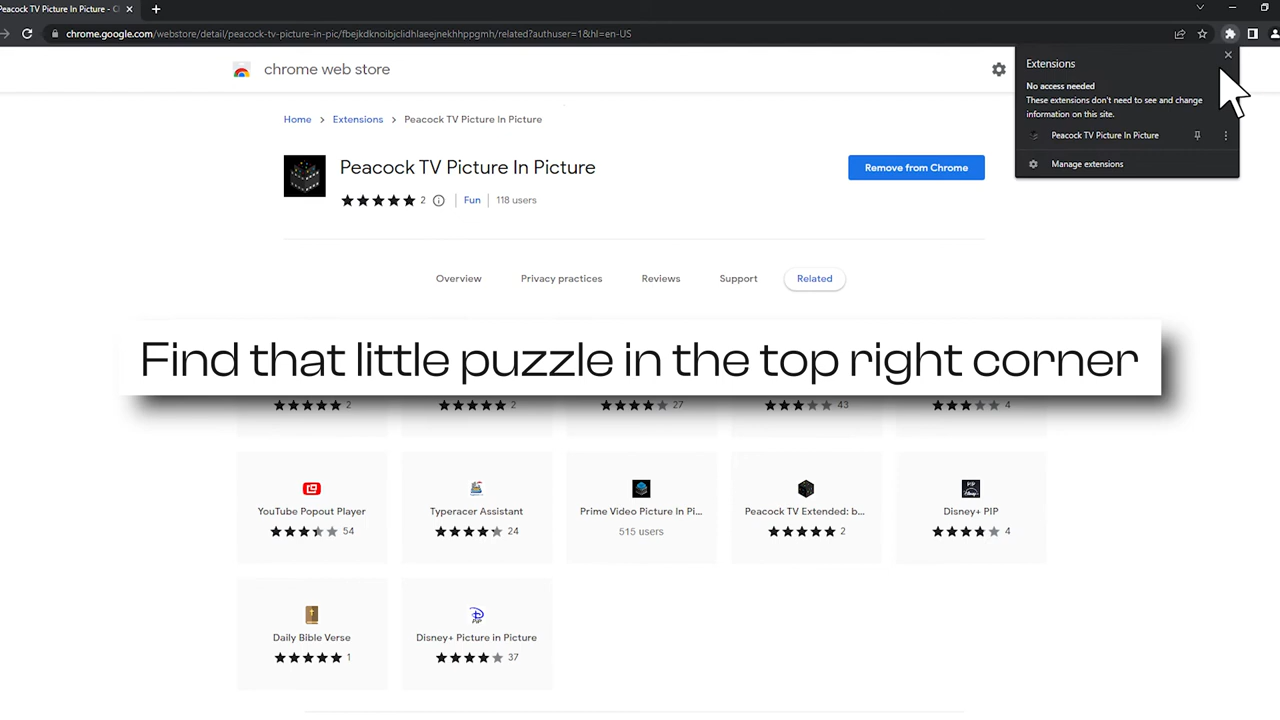 Peacock TV Picture In Picture - C
chrome.google.com/webstore/detail/peacock-tv-picture-in-pic/fbejkdknoibjclidhlaeejnekhhppgmh/related?authuser=1&hl=en-US
chrome web store
Extensions
No access needed
These extensions don't need to see and change
information on this site.
Peacock TV Picture In Picture
Manage extensions
Home > Extensions > Peacock TV Picture In Picture
Peacock TV Picture In Picture
Remove from Chrome
2 Fun 118 users
Overview Privacy practices Reviews Support Related
Find that little puzzle in the top right corner
2 2 27 43 4
YouTube Popout Player Typeracer Assistant Prime Video Picture In Pi... Peacock TV Extended: b... Disney+ PIP
54 24 515 users 2 4
Daily Bible Verse Disney+ Picture in Picture
1 37